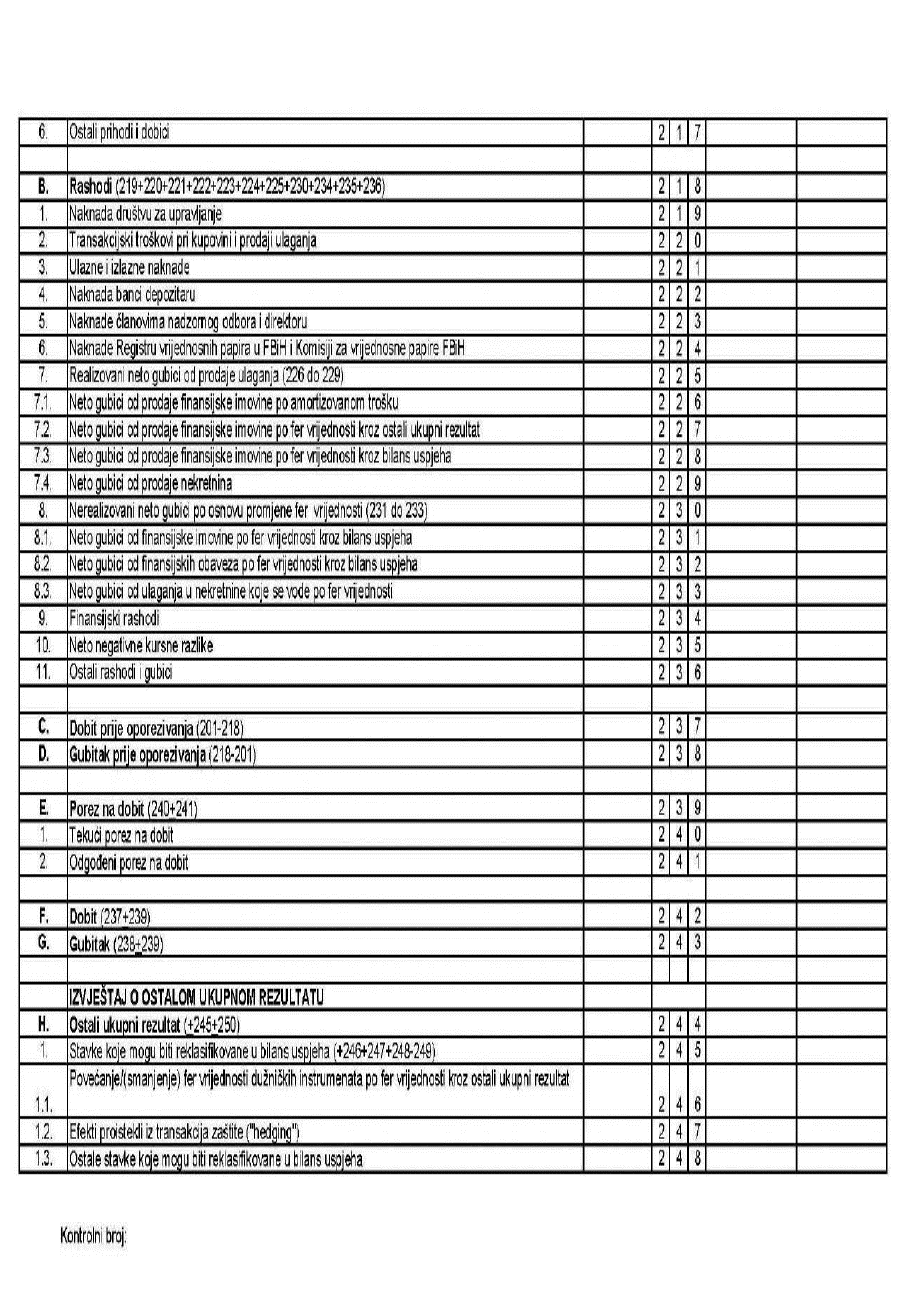 6. Ostali prihodi i dobici 2 1 7
B. Rashodi (219+220+221+222+223+224+225+230+234+235+236) 2 1 8
1. Naknada društvu za upravljanje 2 1 9
2. Transakcijski troškovi pri kupovini i prodaji ulaganja 2 2 0
3. Ulazne i izlazne naknade 2 2 1
4. Naknada banci depozitaru 2 2 2
5. Naknade članovima nadzornog odbora i direktoru 2 2 3
6. Naknade Registru vrijednosnih papira u FBiH i Komisiji za vrijednosne papire FBiH 2 2 4
7. Realizovani neto gubici od prodaje ulaganja (226 do 229) 2 2 5
7.1. Neto gubici od prodaje finansijske imovine po amortizovanom trošku 2 2 6
7.2. Neto gubici od prodaje finansijske imovine po fer vrijednosti kroz ostali ukupni rezultat 2 2 7
7.3. Neto gubici od prodaje finansijske imovine po fer vrijednosti kroz bilans uspjeha 2 2 8
7.4. Neto gubici od prodaje nekretnina 2 2 9
8. Nerealizovani neto gubici po osnovu promjene fer vrijednosti (231 do 233) 2 3 0
8.1. Neto gubici od finansijske imovine po fer vrijednosti kroz bilans uspjeha 2 3 1
8.2. Neto gubici od finansijskih obaveza po fer vrijednosti kroz bilans uspjeha 2 3 2
8.3. Neto gubici od ulaganja u nekretnine koje se vode po fer vrijednosti 2 3 3
9. Finansijski rashodi 2 3 4
10. Neto negativne kursne razlike 2 3 5
11. Ostali rashodi i gubici 2 3 6
C. Dobit prije oporezivanja (201-218) 2 3 7
D. Gubitak prije oporezivanja (218-201) 2 3 8
E. Porez na dobit (240±241) 2 3 9
1. Tekući porez na dobit 2 4 0
2. Odgođeni porez na dobit 2 4 1
F. Dobit (237±239) 2 4 2
G. Gubitak (238±239) 2 4 3
IZVJEŠTAJ O OSTALOM UKUPNOM REZULTATU
H. Ostali ukupni rezultat (±245±250) 2 4 4
1. Stavke koje mogu biti reklasifikovane u bilans uspjeha (±246±247±248-249) 2 4 5
Povećanje/(smanjenje) fer vrijednosti dužničkih instrumenata po fer vrijednosti kroz ostali ukupni rezultat
1.1. 2 4 6
1.2. Efekti proistekli iz transakcija zaštite ("hedging") 2 4 7
1.3. Ostale stavke koje mogu biti reklasifikovane u bilans uspjeha 2 4 8
Kontrolni broj: